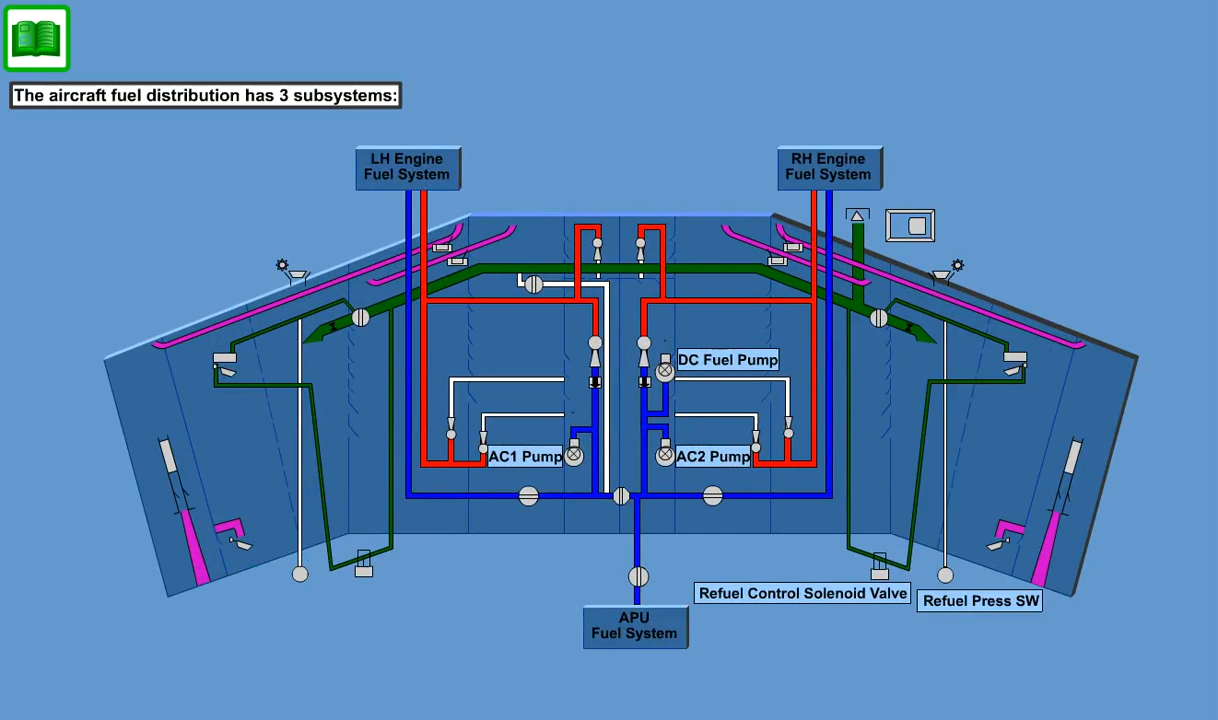 The aircraft fuel distribution has 3 subsystems:
LH Engine
Fuel System
RH Engine
Fuel System
DC Fuel Pump
AC1 Pump
AC2 Pump
Refuel Control Solenoid Valve
Refuel Press SW
APU
Fuel System